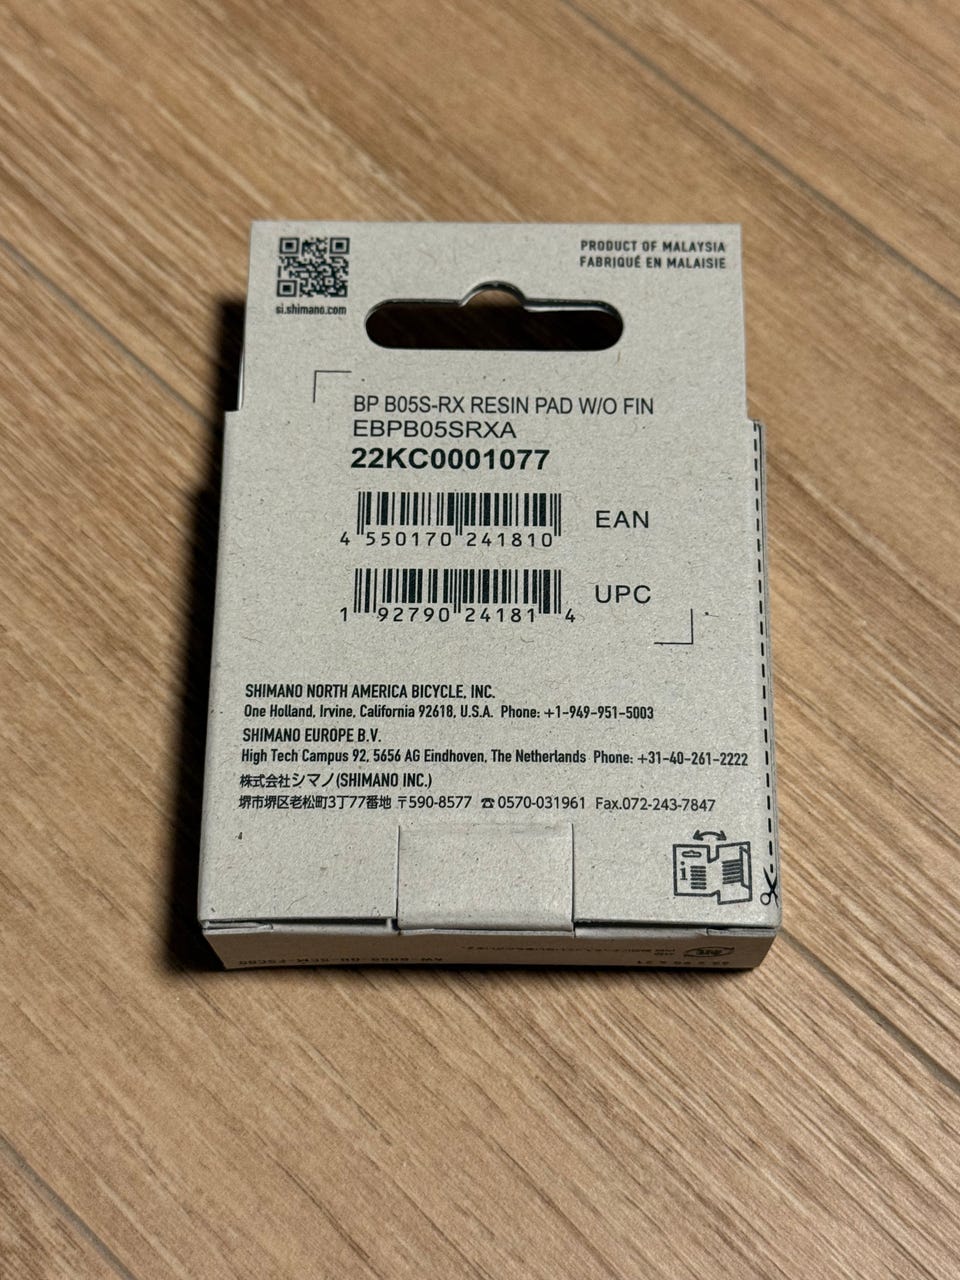 si.shimano.com
PRODUCT OF MALAYSIA
FABRIQUÉ EN MALAISIE
BP B05S-RX RESIN PAD W/O FIN
EBPB05SRXA
22KC0001077
4 550170 241810
EAN
1 92790 24181 4
UPC
SHIMANO NORTH AMERICA BICYCLE, INC.
One Holland, Irvine, California 92618, U.S.A. Phone: +1-949-951-5003
SHIMANO EUROPE B.V.
High Tech Campus 92, 5656 AG Eindhoven, The Netherlands Phone: +31-40-261-2222
株式会社シマノ(SHIMANO INC.)
堺市堺区老松町3丁77番地 〒590-8577 ☎0570-031961 Fax.072-243-7847
4
i